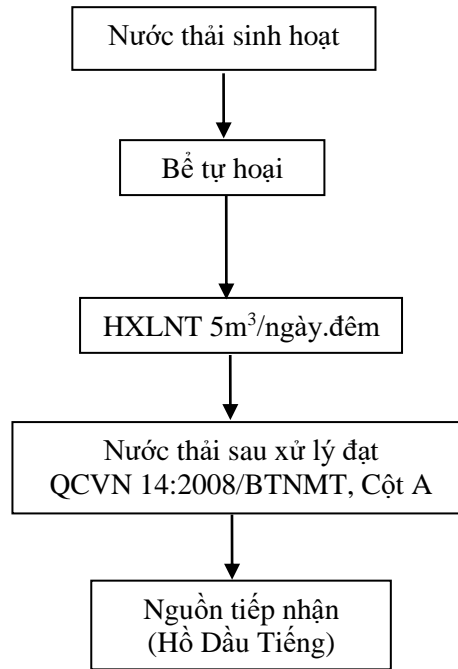 Nước thải sinh hoạt
Bể tự hoại
HXLNT 5m³/ngày.đêm
Nước thải sau xử lý đạt
QCVN 14:2008/BTNMT, Cột A
Nguồn tiếp nhận
(Hồ Dầu Tiếng)